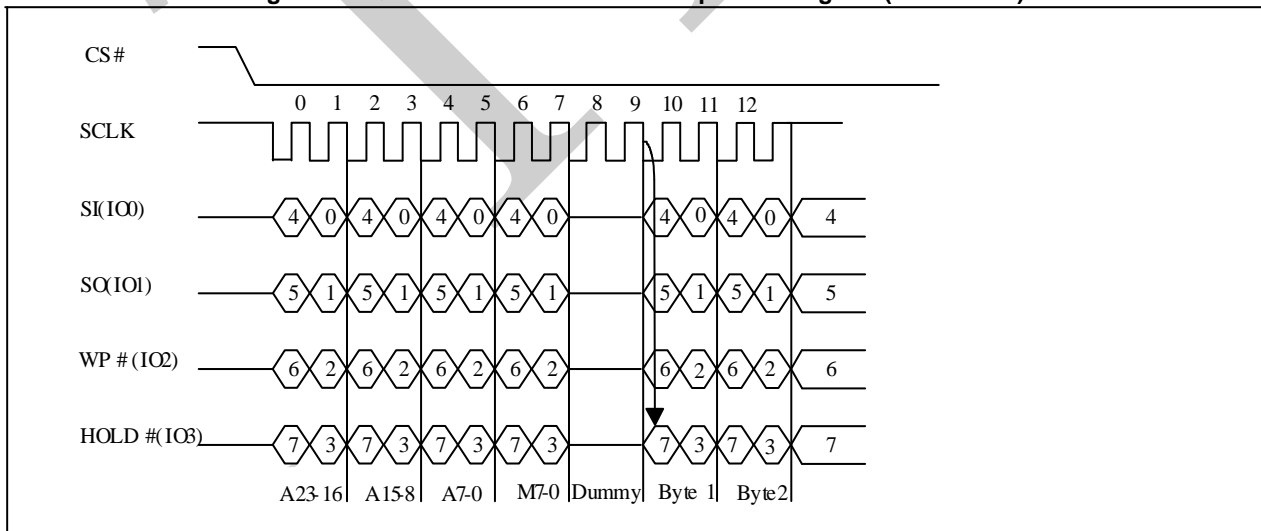 CS#
0 1 2 3 4 5 6 7 8 9 10 11 12
SCLK
SI(IO0) 4 0 4 0 4 0 4 0 4 0 4 0 4
SO(IO1) 5 1 5 1 5 1 5 1 5 1 5 1 5
WP #(IO2) 6 2 6 2 6 2 6 2 6 2 6 2 6
HOLD #(IO3) 7 3 7 3 7 3 7 3 7 3 7 3 7
A23-16 A15-8 A7-0 M7-0 Dummy Byte 1 Byte2